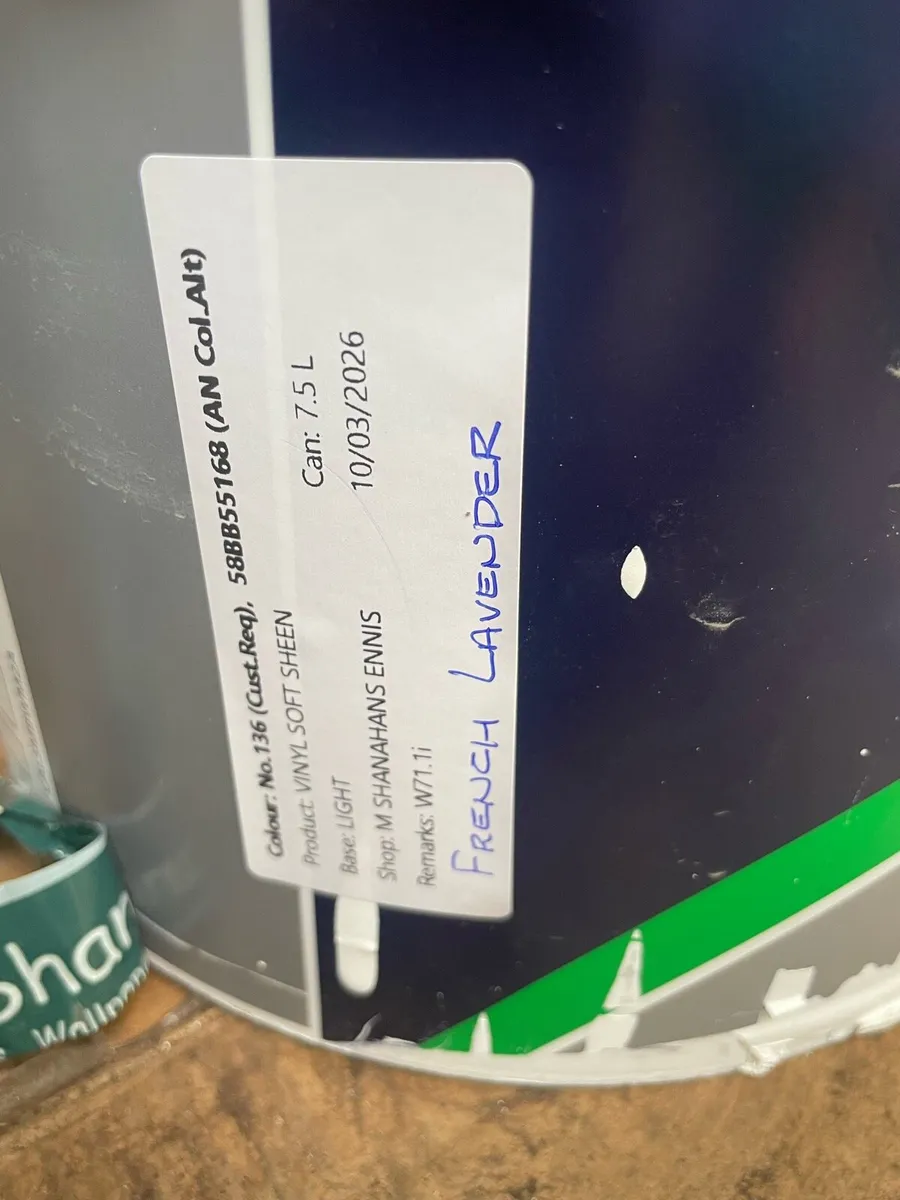 Colour: No.136 (Cust.Req), 58BB55168 (AN Col.Alt)
Product: VINYL SOFT SHEEN Can: 7.5 L
Base: LIGHT 10/03/2026
Shop: M SHANAHANS ENNIS
Remarks: W71.1i
FRENCH LAVENDER